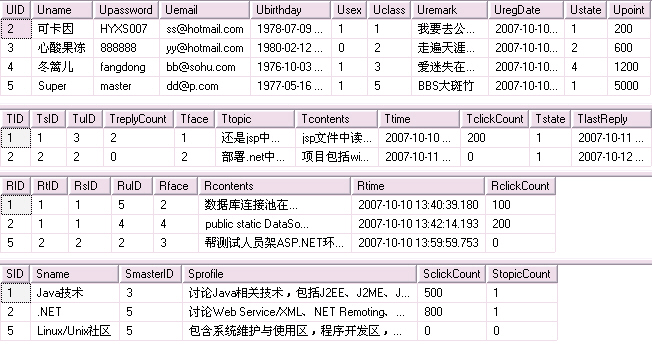 UID Uname Upassword Uemail Ubirthday Usex Uclass Uremark UregDate Ustate Upoint
2 可卡因 HYXS007 ss@hotmail.com 1978-07-09 ... 1 1 我要去公... 2007-10-10... 1 200
3 心酸果冻 888888 yy@hotmail.com 1980-02-12 ... 0 2 走遍天涯... 2007-10-10... 2 600
4 冬篱儿 fangdong bb@sohu.com 1976-10-03 ... 1 3 爱迷失在... 2007-10-10... 4 1200
5 Super master dd@p.com 1977-05-16 ... 1 5 BBS大斑竹 2007-10-10... 1 5000
TID TsID TuID TreplyCount Tface Ttopic Tcontents Ttime TclickCount Tstate TlastReply
1 1 3 2 1 还是jsp中... jsp文件中读... 2007-10-10 ... 200 1 2007-10-11 ...
2 2 2 0 2 部署.net中... 项目包括wi... 2007-10-11 ... 0 1 2007-10-12 ...
RID RtID RsID RuID Rface Rcontents Rtime RclickCount
1 1 1 5 2 数据库连接池在... 2007-10-10 13:40:39.180 100
2 1 1 4 4 public static DataSo... 2007-10-10 13:42:14.193 200
5 2 2 2 3 帮测试人员架ASP.NET环... 2007-10-10 13:59:59.753 0
SID Sname SmasterID Sprofile SclickCount StopicCount
1 Java技术 3 讨论Java相关技术，包括J2EE、J2ME、J... 500 1
2 .NET 5 讨论Web Service/XML、NET Remoting、... 800 1
5 Linux/Unix社区 5 包含系统维护与使用区，程序开发区，... 0 0